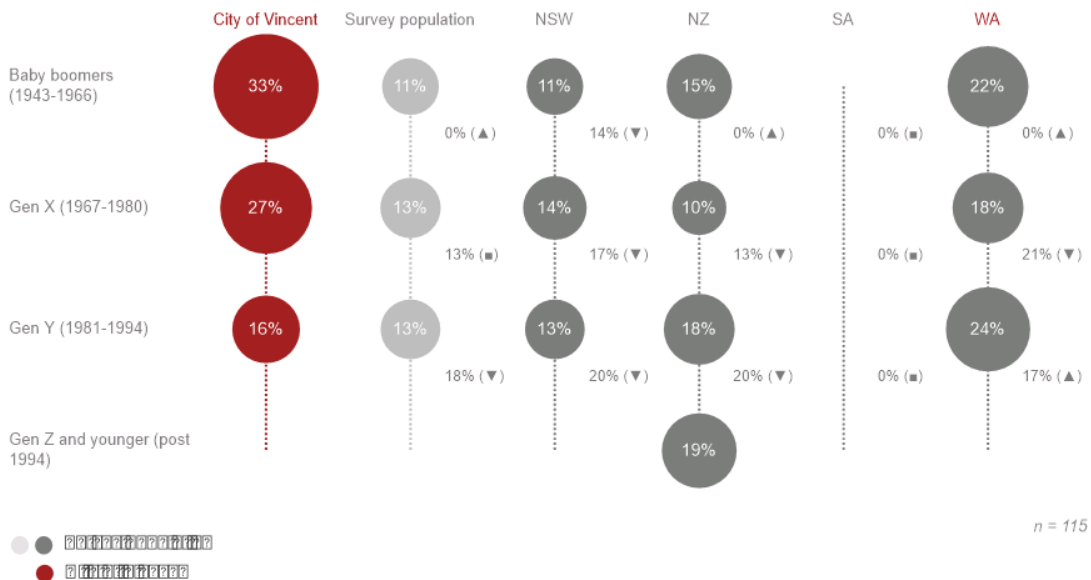 City of Vincent Survey population NSW NZ SA WA
Baby boomers
(1943-1966)
33% 11% 11% 15% 22%
0% (▲) 14% (▼) 0% (▲) 0% (■) 0% (▲)
Gen X (1967-1980) 27% 13% 14% 10% 18%
13% (■) 17% (▼) 13% (▼) 0% (■) 21% (▼)
Gen Y (1981-1994) 16% 13% 13% 18% 24%
18% (▼) 20% (▼) 20% (▼) 0% (■) 17% (▲)
Gen Z and younger (post
1994)
19%
n = 115